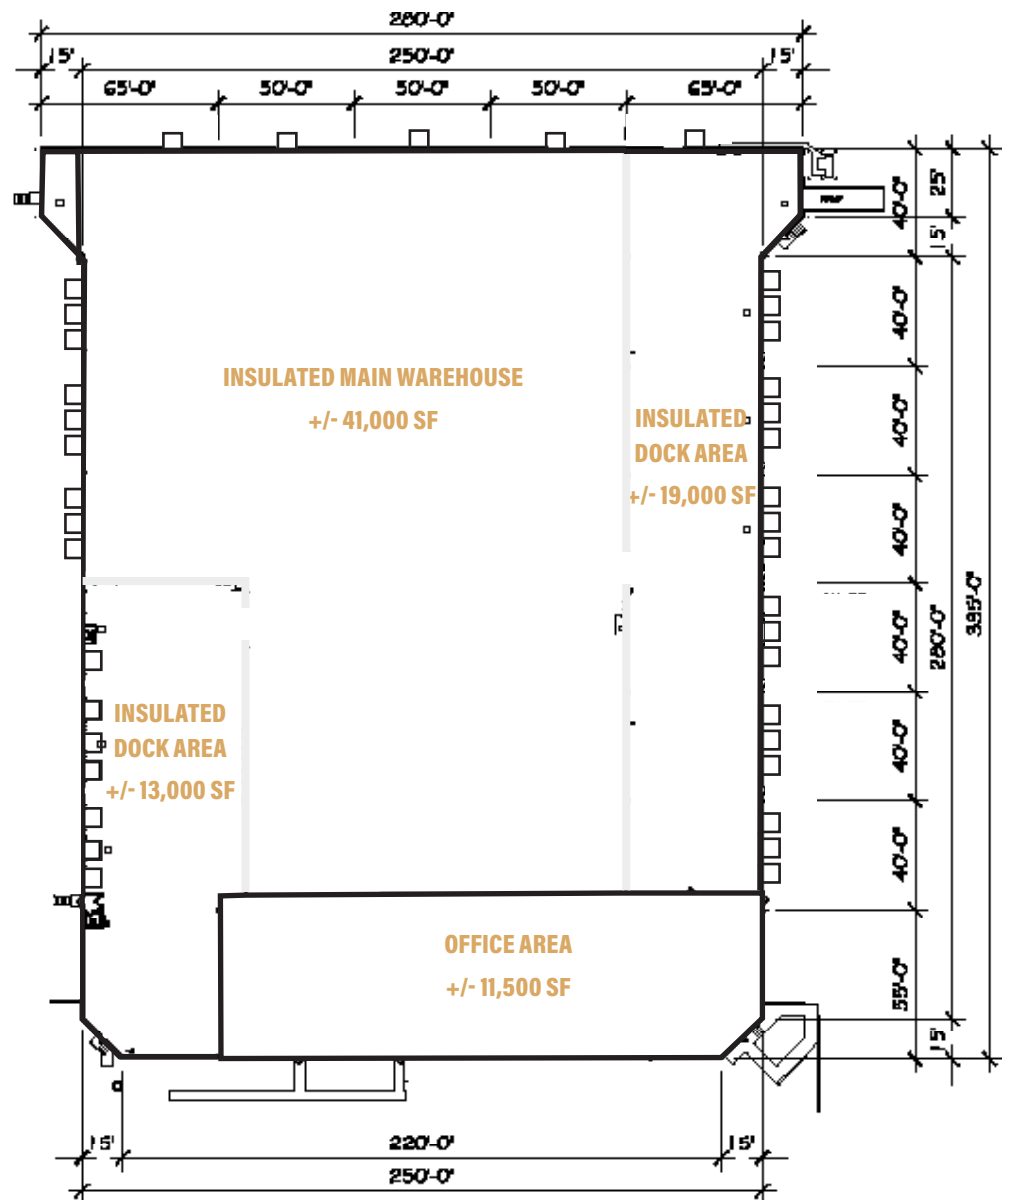 280'-0"
15' 250'-0" 15'
65'-0" 50'-0" 50'-0" 50'-0" 65'-0"
40'-0" 25'
15'
40'-0"
INSULATED MAIN WAREHOUSE
+/- 41,000 SF
INSULATED
DOCK AREA
+/- 19,000 SF
40'-0"
40'-0"
40'-0" 280'-0" 335'-0"
INSULATED
DOCK AREA
+/- 13,000 SF
40'-0"
40'-0"
OFFICE AREA
+/- 11,500 SF
55'-0"
15'
15' 220'-0" 15'
250'-0"